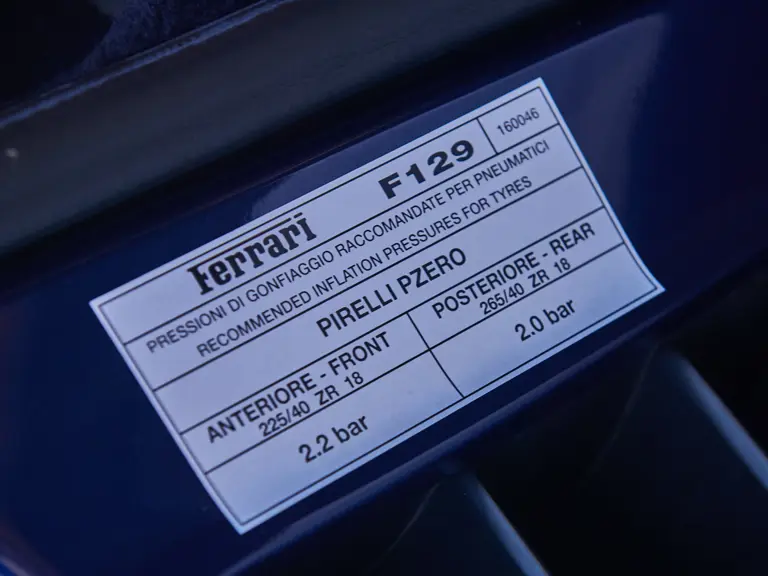 Ferrari F129 160046
PRESSIONI DI GONFIAGGIO RACCOMANDATE PER PNEUMATICI
RECOMMENDED INFLATION PRESSURES FOR TYRES
PIRELLI PZERO
ANTERIORE - FRONT
225/40 ZR 18
POSTERIORE - REAR
265/40 ZR 18
2.2 bar
2.0 bar